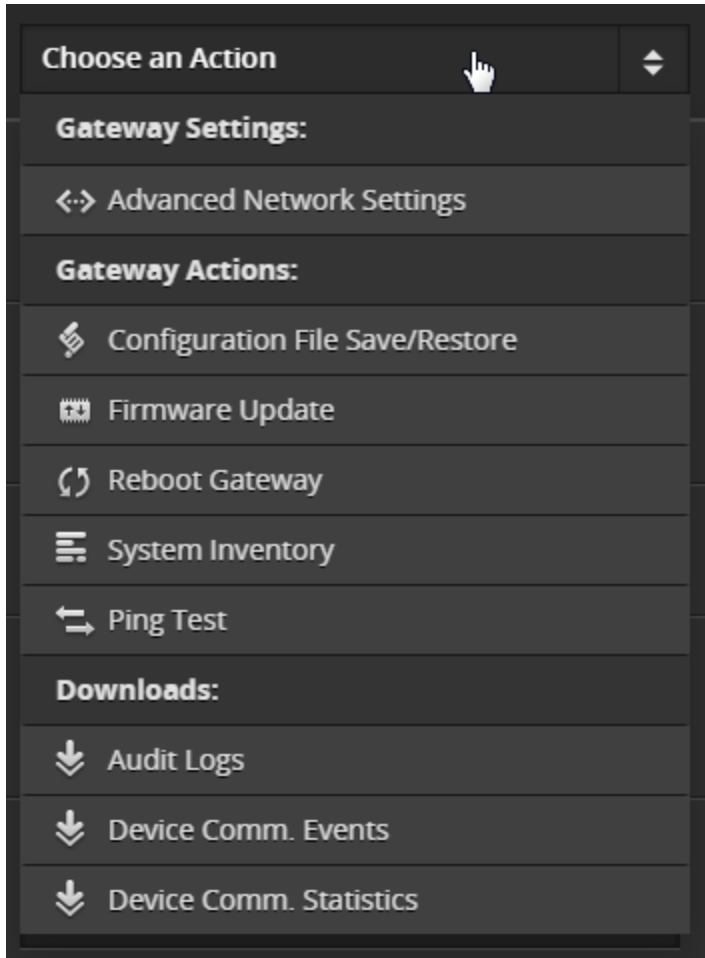 Choose an Action
Gateway Settings:
Advanced Network Settings
Gateway Actions:
Configuration File Save/Restore
Firmware Update
Reboot Gateway
System Inventory
Ping Test
Downloads:
Audit Logs
Device Comm. Events
Device Comm. Statistics